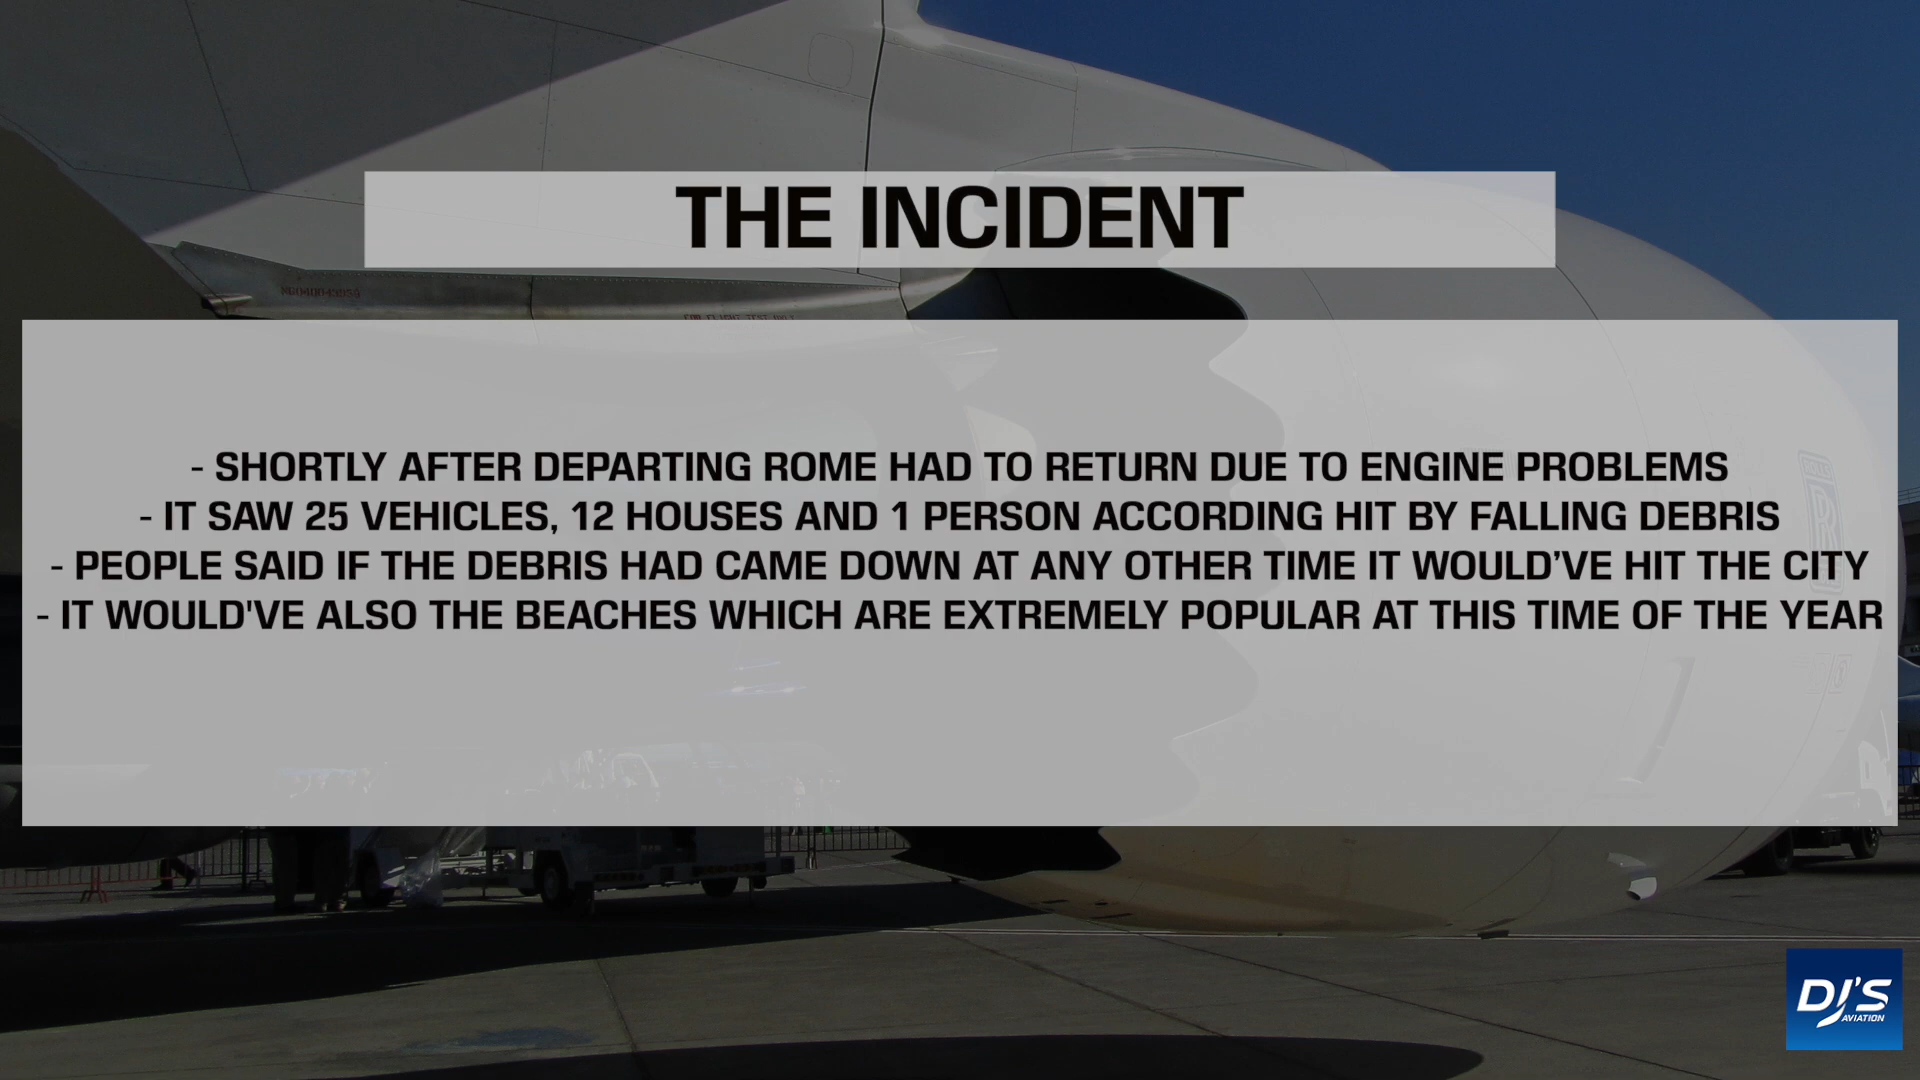 THE INCIDENT
- SHORTLY AFTER DEPARTING ROME HAD TO RETURN DUE TO ENGINE PROBLEMS
- IT SAW 25 VEHICLES, 12 HOUSES AND 1 PERSON ACCORDING HIT BY FALLING DEBRIS
- PEOPLE SAID IF THE DEBRIS HAD CAME DOWN AT ANY OTHER TIME IT WOULD’VE HIT THE CITY
- IT WOULD'VE ALSO THE BEACHES WHICH ARE EXTREMELY POPULAR AT THIS TIME OF THE YEAR
DJ'S
AVIATION